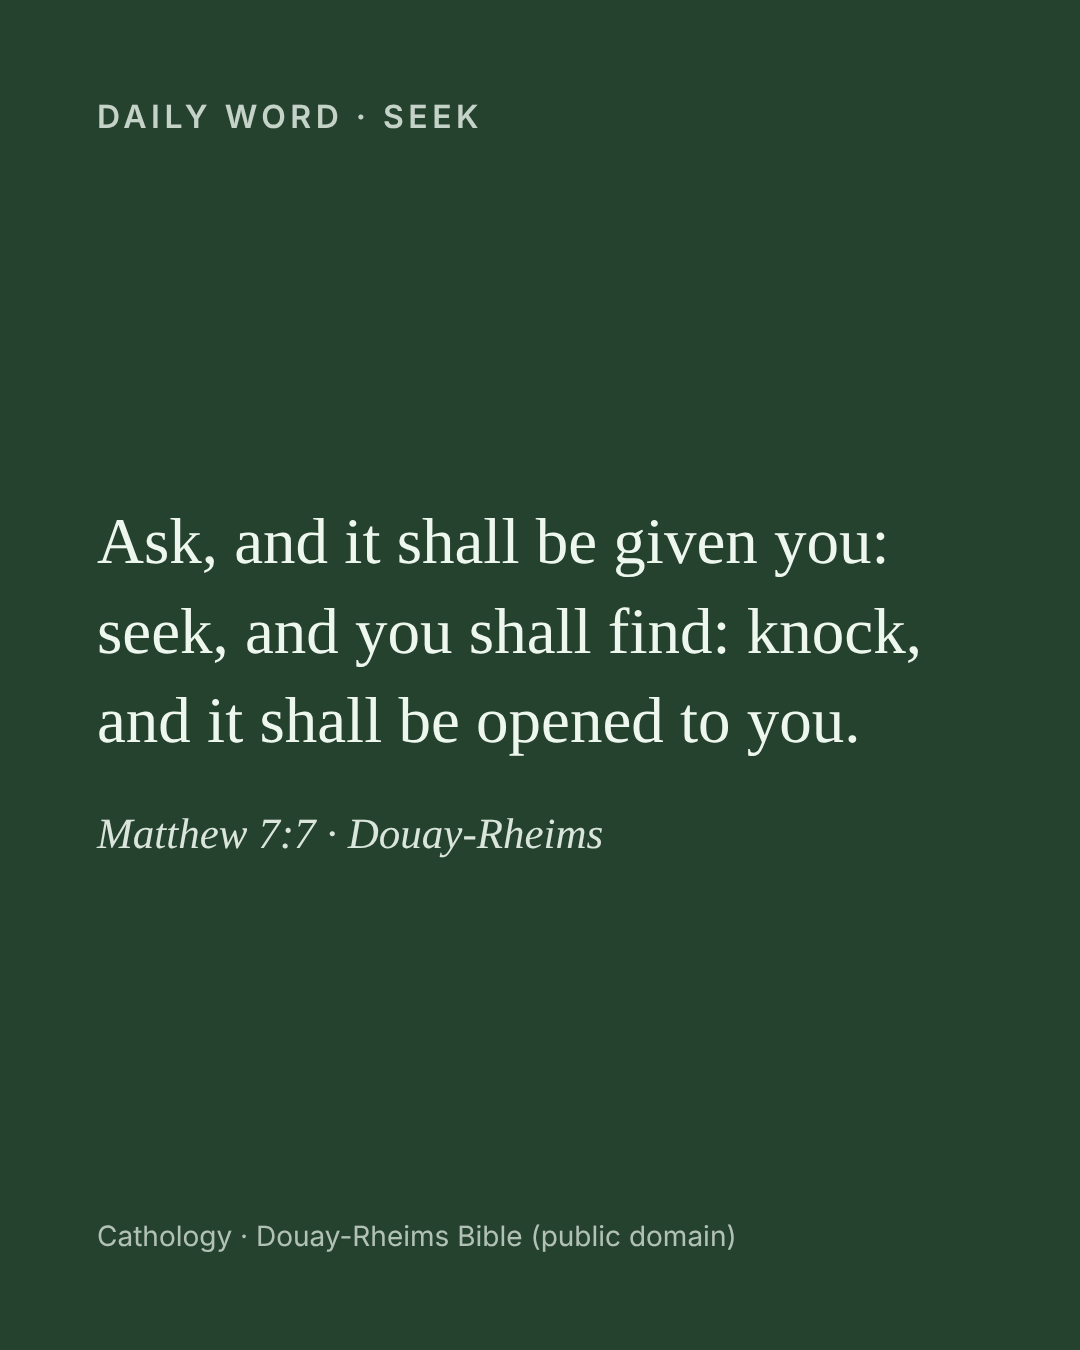 DAILY WORD · SEEK
Ask, and it shall be given you:
seek, and you shall find: knock,
and it shall be opened to you.
Matthew 7:7 · Douay-Rheims
Cathology · Douay-Rheims Bible (public domain)